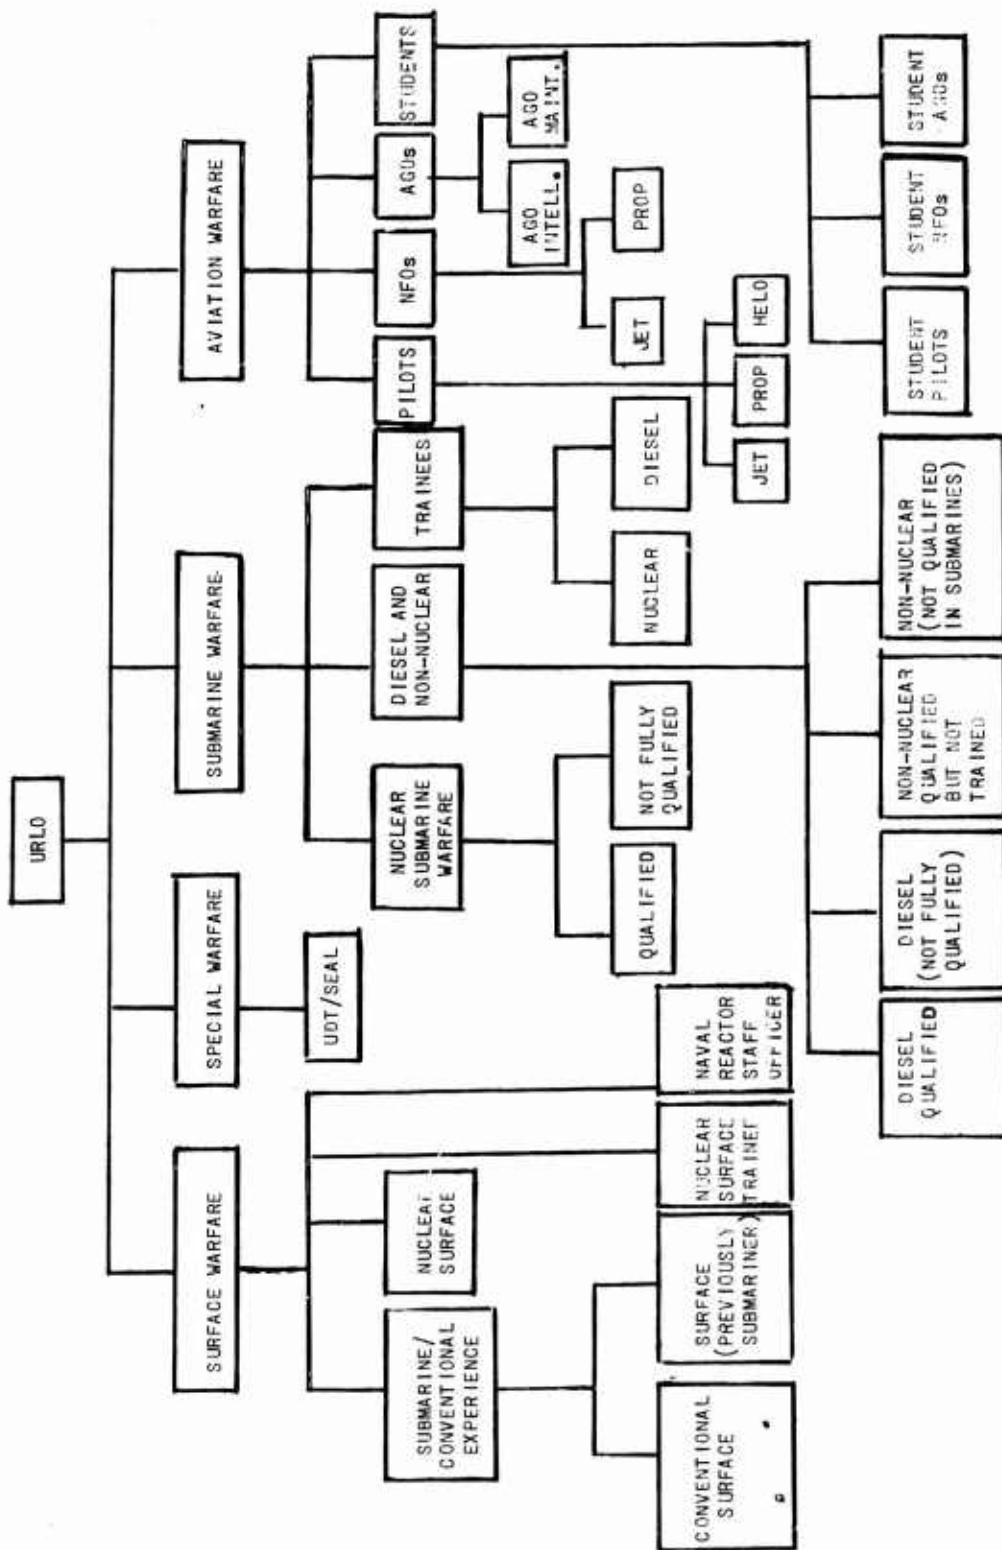 URLO
SURFACE WARFARE
SPECIAL WARFARE
SUBMARINE WARFARE
AVIATION WARFARE
UDT/SEAL
SUBMARINE/
CONVENTIONAL
EXPERIENCE
NUCLEAR
SURFACE
NUCLEAR
SUBMARINE
WARFARE
DIESEL AND
NON-NUCLEAR
TRAINEES
PILOTS
NFOs
AGOs
STUDENTS
AGO
INTELL.
AGO
MAINT.
QUALIFIED
NOT FULLY
QUALIFIED
NUCLEAR
DIESEL
JET
PROP
CONVENTIONAL
SURFACE
SURFACE
(PREVIOUSLY)
SUBMARINER)
NUCLEAR
SURFACE
TRAINEE
NAVAL
REACTOR
STAFF
OFFICER
JET
PROP
HELO
DIESEL
QUALIFIED
DIESEL
(NOT FULLY
QUALIFIED)
NON-NUCLEAR
QUALIFIED
BUT NOT
TRAINED
NON-NUCLEAR
(NOT QUALIFIED
IN SUBMARINES)
STUDENT
PILOTS
STUDENT
NFOs
STUDENT
AGOs